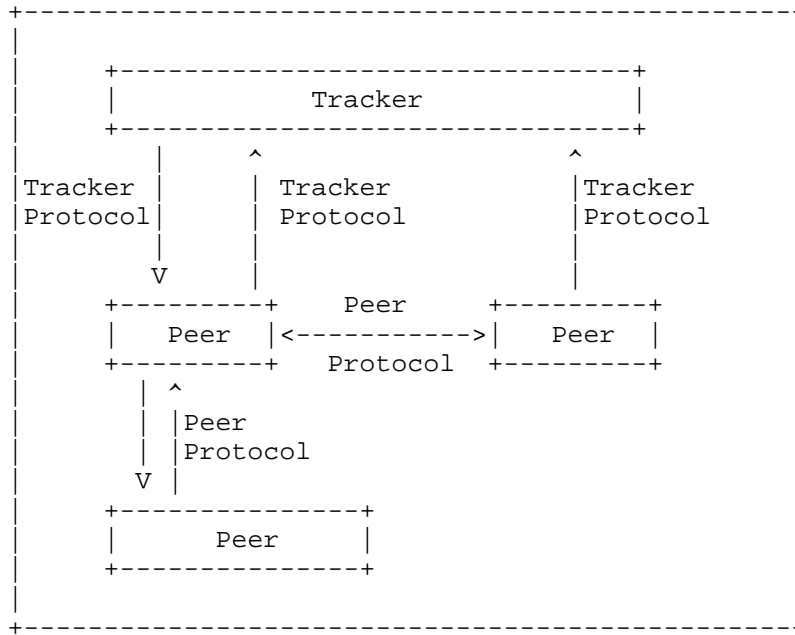 Tracker
Tracker Tracker Tracker
Protocol Protocol Protocol
Peer
Peer Peer
Protocol
Peer
Protocol
Peer